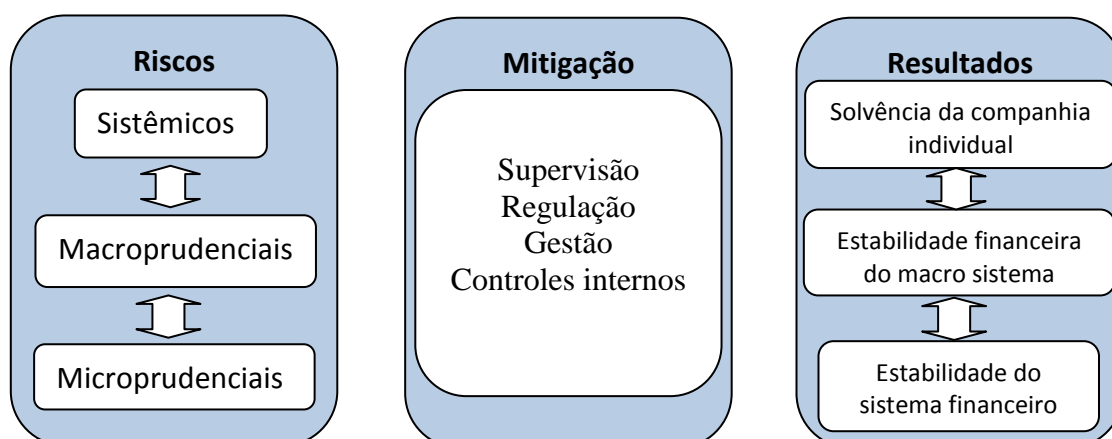 Riscos
Sistêmicos
Macroprudenciais
Microprudenciais
Mitigação
Supervisão
Regulação
Gestão
Controles internos
Resultados
Solvência da companhia
individual
Estabilidade financeira
do macro sistema
Estabilidade do
sistema financeiro